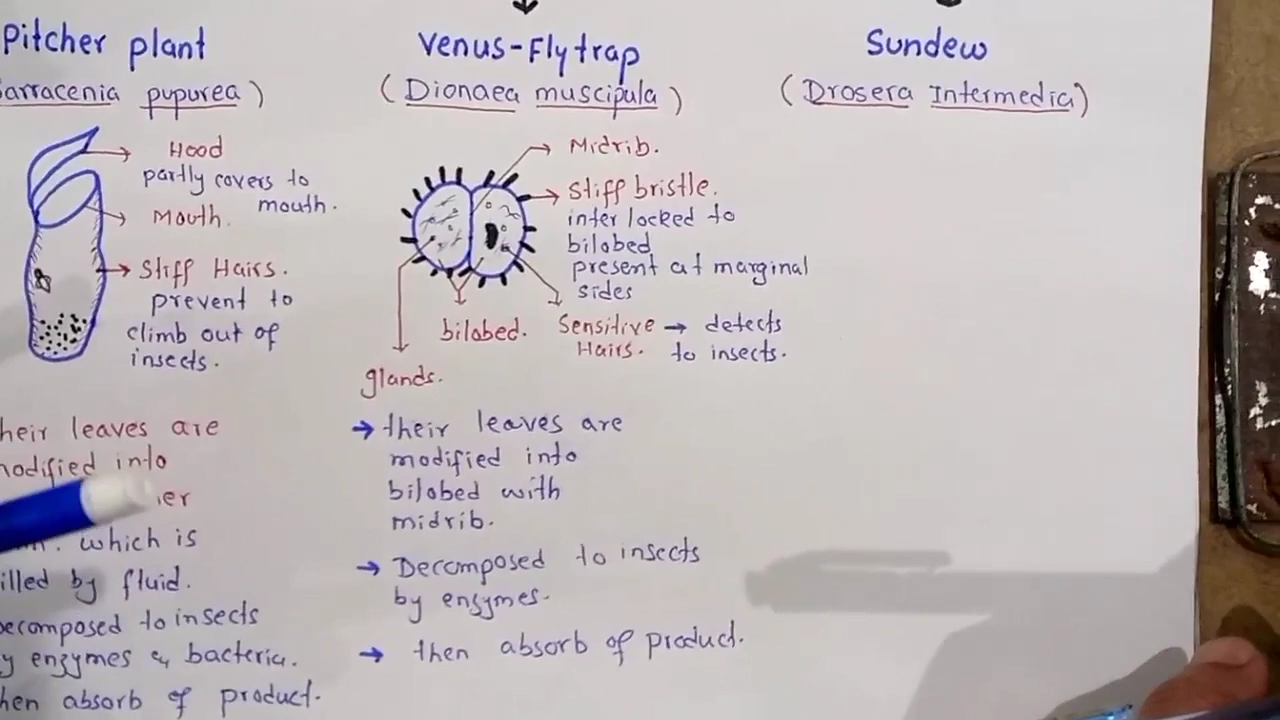 Pitcher plant
(Sarracenia pupurea)
Hood
partly covers to
mouth.
Mouth.
Stiff Hairs.
prevent to
climb out of
insects.
heir leaves are
modified into
which is
illed by fluid.
Decomposed to insects
y enzymes & bacteria.
hen absorb of product.
Venus-Flytrap
(Dionaea muscipula)
Midrib.
Stiff bristle.
inter locked to
bilobed
present at marginal
sides
bilobed.
Sensitive → detects
Hairs. to insects.
glands.
→ their leaves are
modified into
bilobed with
midrib.
→ Decomposed to insects
by enzymes.
→ then absorb of product.
Sundew
(Drosera Intermedia)